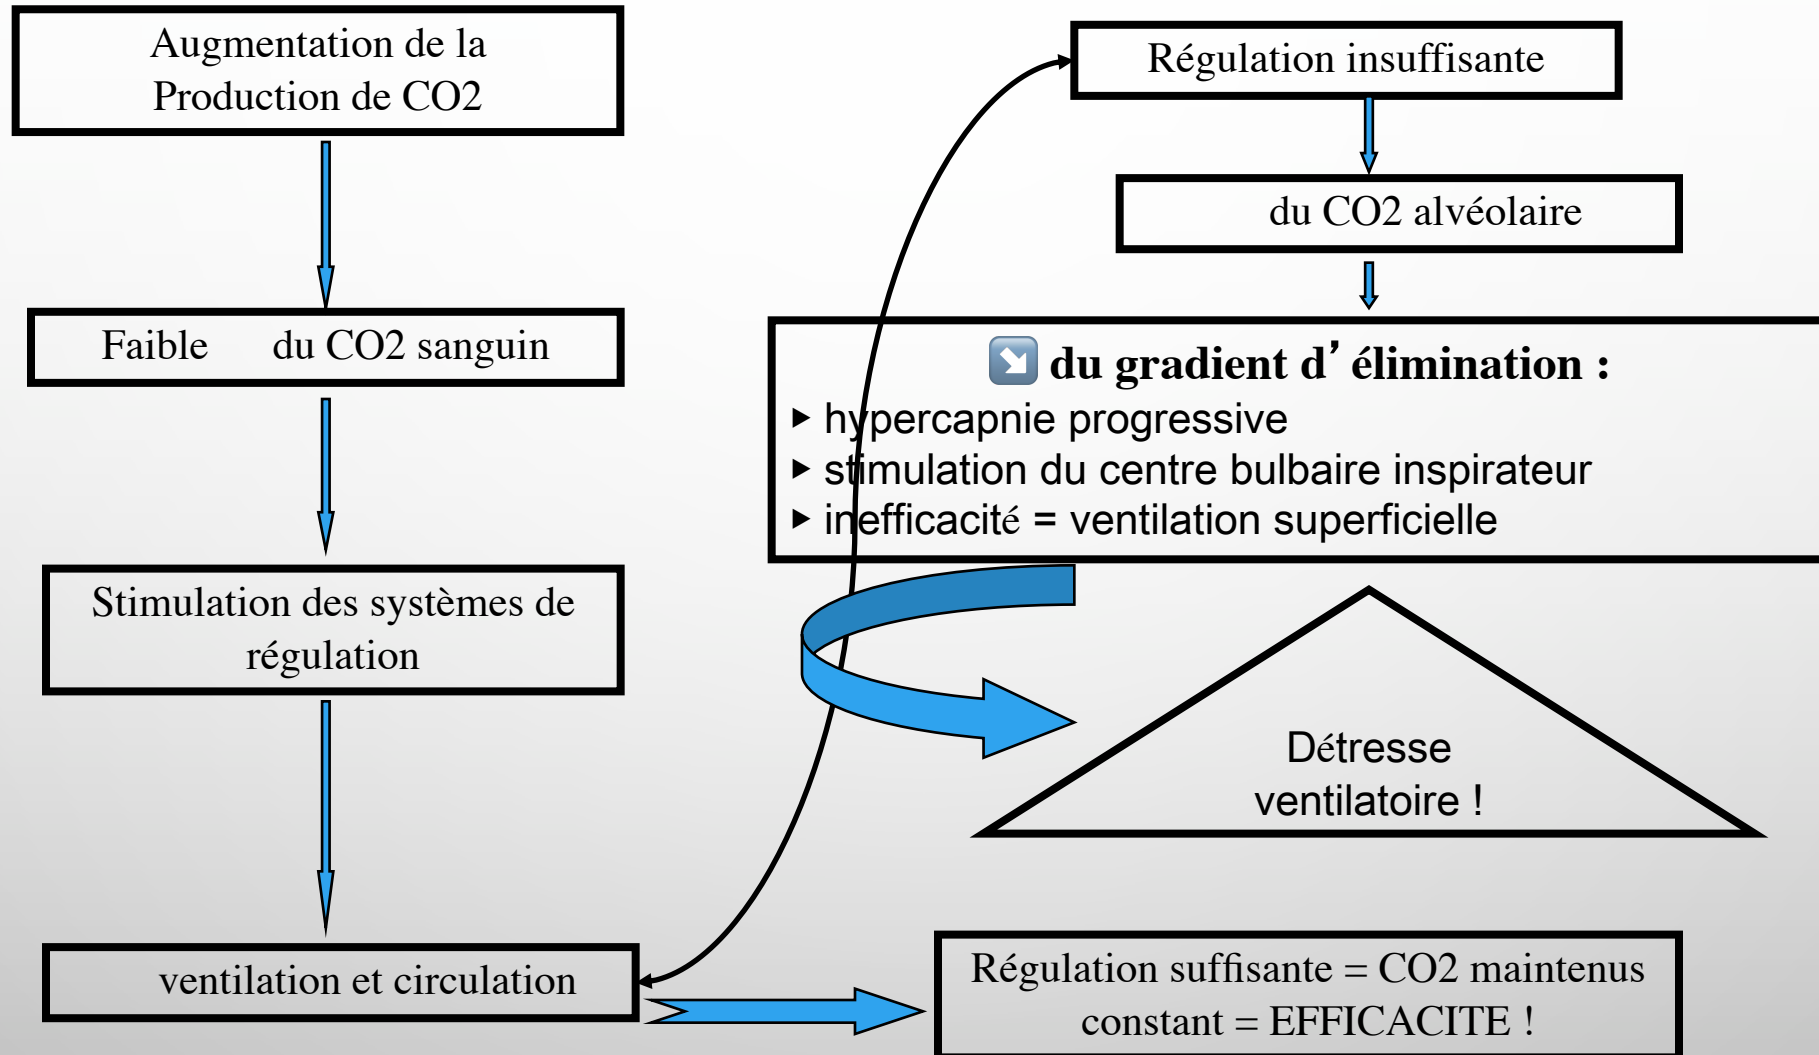 Augmentation de la
Production de CO2
Faible du CO2 sanguin
Stimulation des systèmes de
régulation
ventilation et circulation
Régulation insuffisante
du CO2 alvéolaire
↘ du gradient d’ élimination :
▶ hypercapnie progressive
▶ stimulation du centre bulbaire inspirateur
▶ inefficacité = ventilation superficielle
Détresse
ventilatoire !
Régulation suffisante = CO2 maintenus
constant = EFFICACITE !